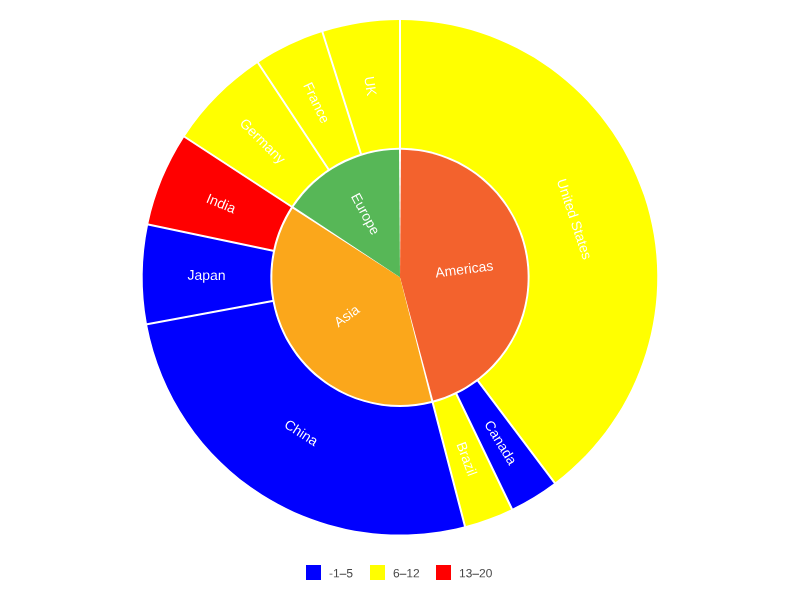 UK
France
Germany
United States
India
Europe
Americas
Japan
Asia
China
Canada
Brazil
-1–5
6–12
13–20